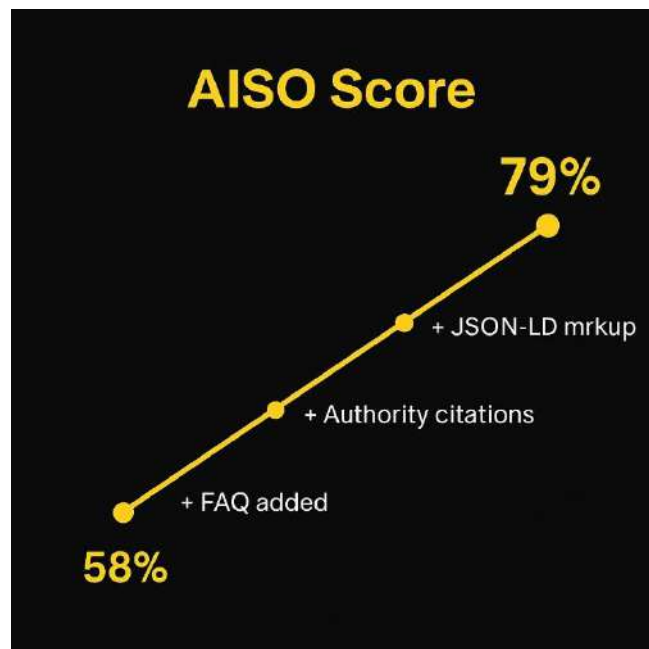 AISO Score
79%
+ JSON-LD mrkup
+ Authority citations
+ FAQ added
58%